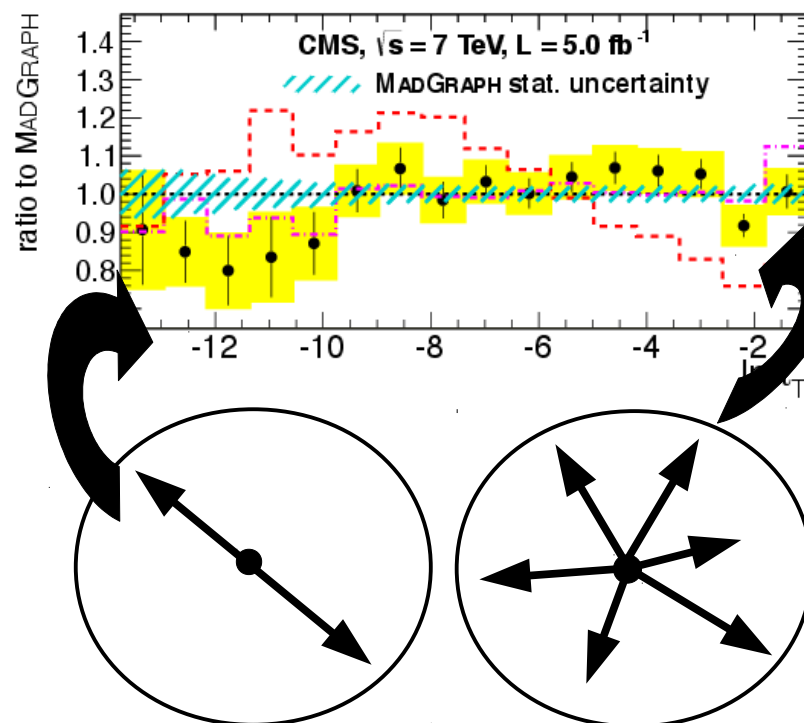 CMS, √s = 7 TeV, L = 5.0 fb⁻¹
MADGRAPH stat. uncertainty
ratio to MADGRAPH
1.4
1.3
1.2
1.1
1.0
0.9
0.8
-12 -10 -8 -6 -4 -2
T